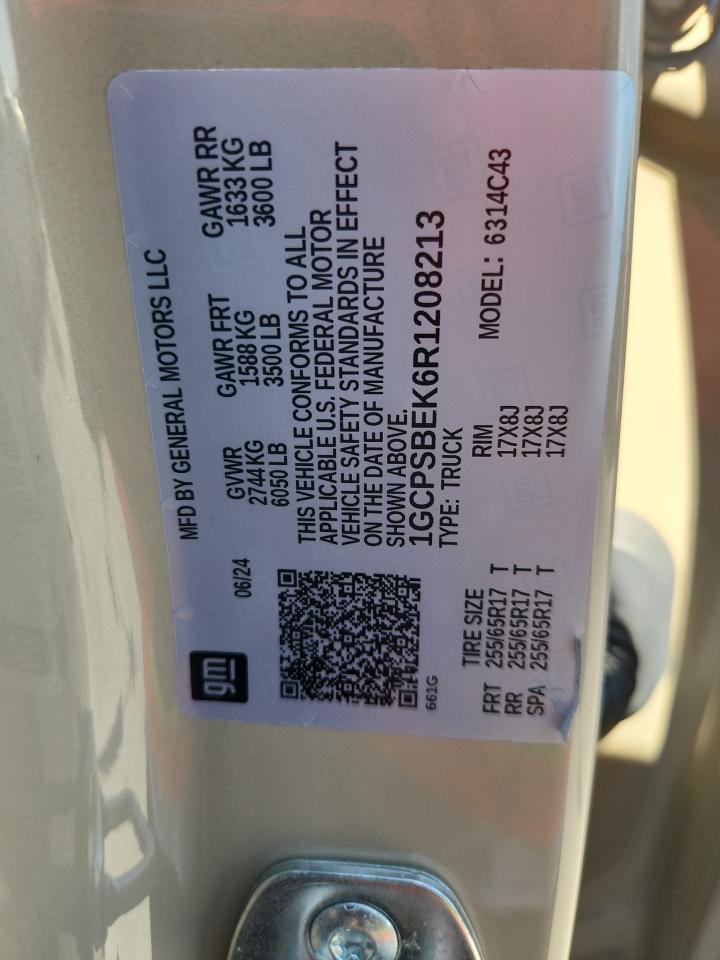 MFD BY GENERAL MOTORS LLC
gm
06/24
GVWR GAWR FRT GAWR RR
2744 KG 1588 KG 1633 KG
6050 LB 3500 LB 3600 LB
THIS VEHICLE CONFORMS TO ALL
APPLICABLE U.S. FEDERAL MOTOR
VEHICLE SAFETY STANDARDS IN EFFECT
ON THE DATE OF MANUFACTURE
SHOWN ABOVE.
1GCPSBEK6R1208213
661G
TYPE: TRUCK
MODEL: 6314C43
TIRE SIZE RIM
FRT 255/65R17 T 17X8J
RR 255/65R17 T 17X8J
SPA 255/65R17 T 17X8J